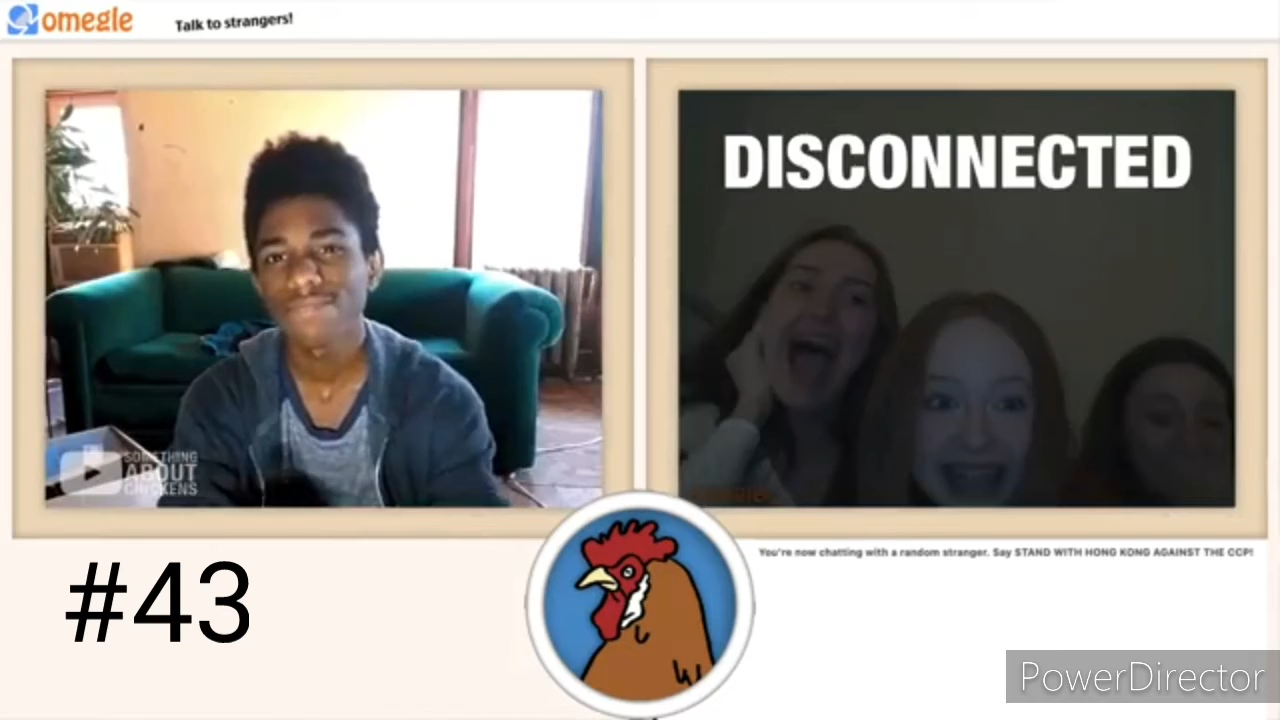 omegle
Talk to strangers!
DISCONNECTED
SOMETHING
ABOUT
CHICKENS
omegle
You're now chatting with a random stranger. Say STAND WITH HONG KONG AGAINST THE CCP!
#43
PowerDirector